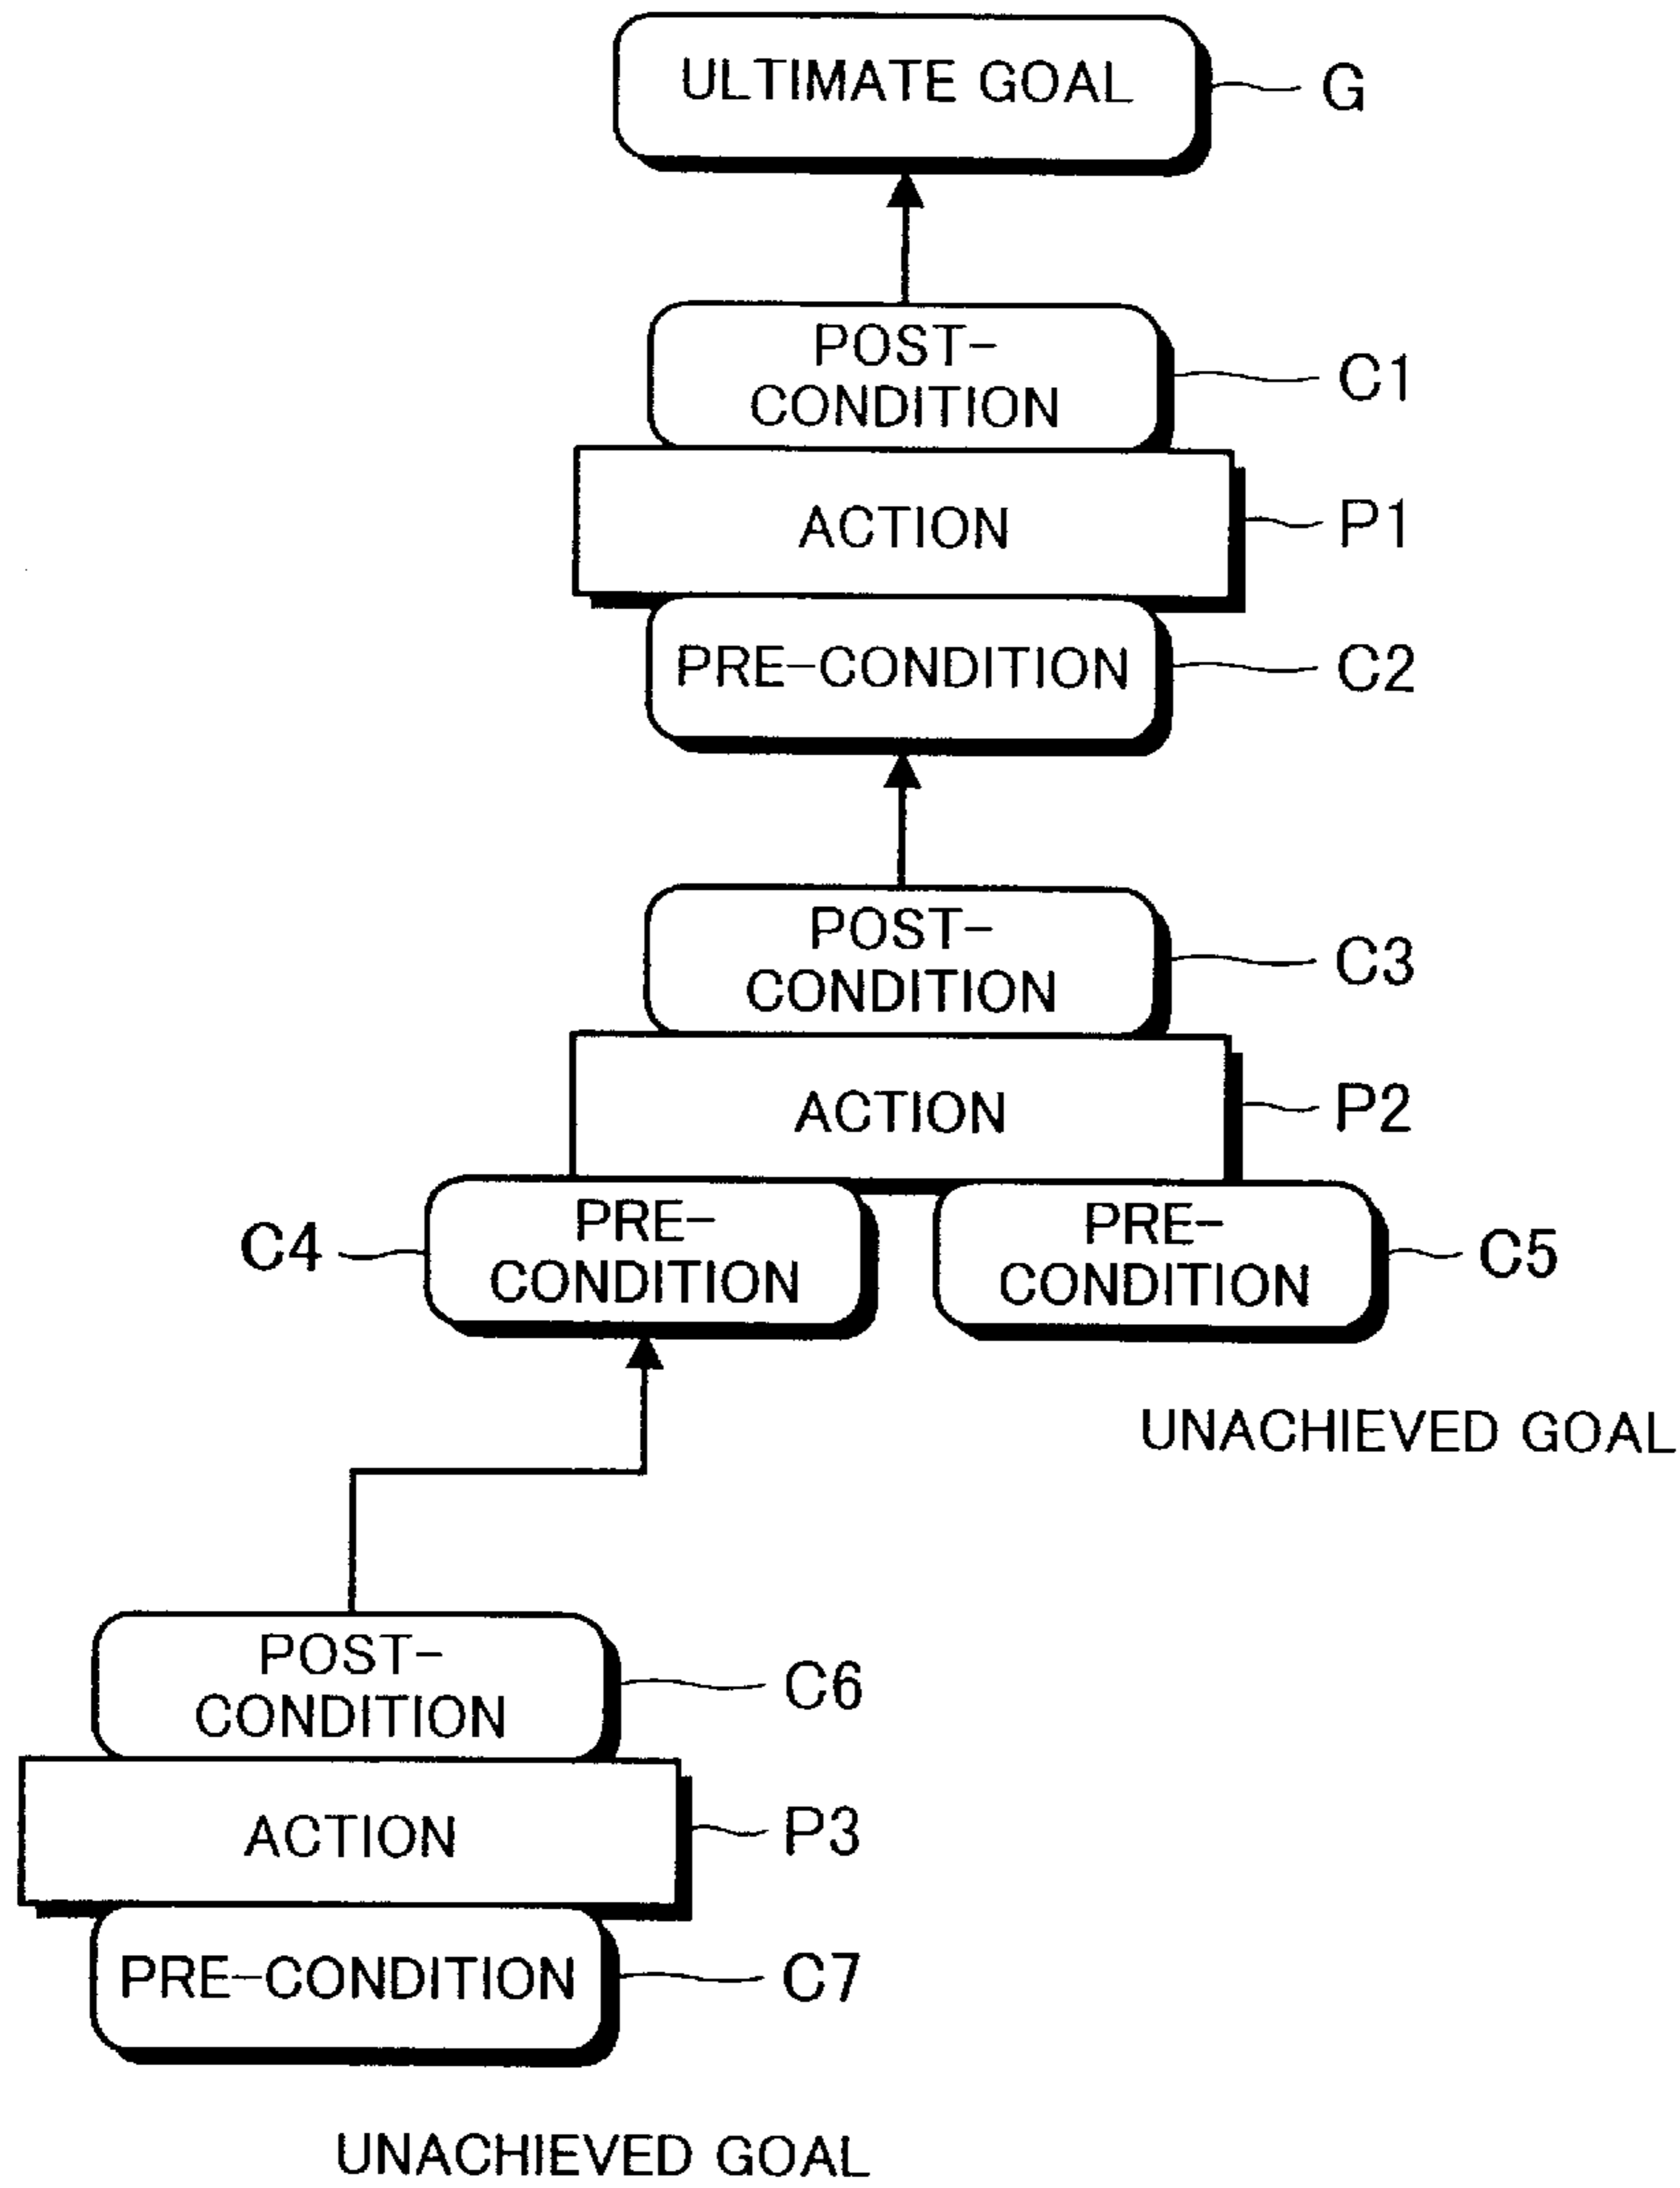 ULTIMATE GOAL
G
POST-
CONDITION
C1
ACTION
P1
PRE-CONDITION
C2
POST-
CONDITION
C3
ACTION
P2
C4
PRE-
CONDITION
PRE-
CONDITION
C5
UNACHIEVED GOAL
POST-
CONDITION
C6
ACTION
P3
PRE-CONDITION
C7
UNACHIEVED GOAL